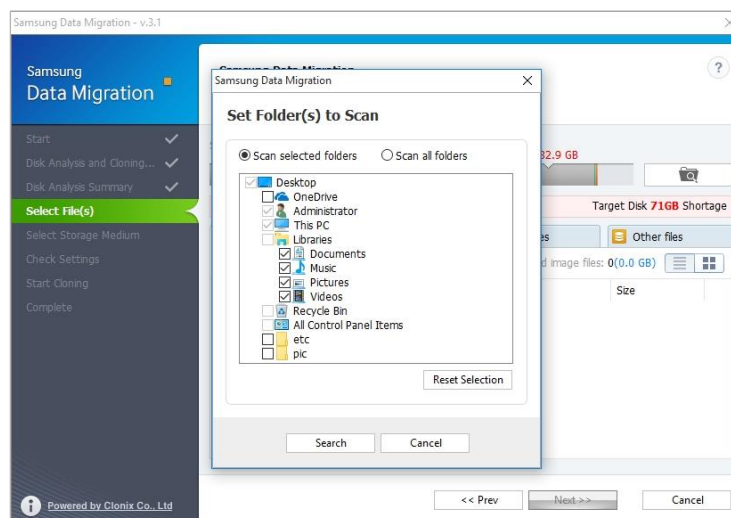 Samsung Data Migration - v.3.1
Samsung
Data Migration
Start
Disk Analysis and Cloning...
Disk Analysis Summary
Select File(s)
Select Storage Medium
Check Settings
Start Cloning
Complete
Powered by Clonix Co., Ltd
Samsung Data Migration
?
Samsung Data Migration
Set Folder(s) to Scan
Scan selected folders Scan all folders
Desktop
OneDrive
Administrator
This PC
Libraries
Documents
Music
Pictures
Videos
Recycle Bin
All Control Panel Items
etc
pic
Reset Selection
Search Cancel
32.9 GB
Target Disk 71GB Shortage
Other files
image files: 0(0.0 GB)
Size
<< Prev Next >> Cancel